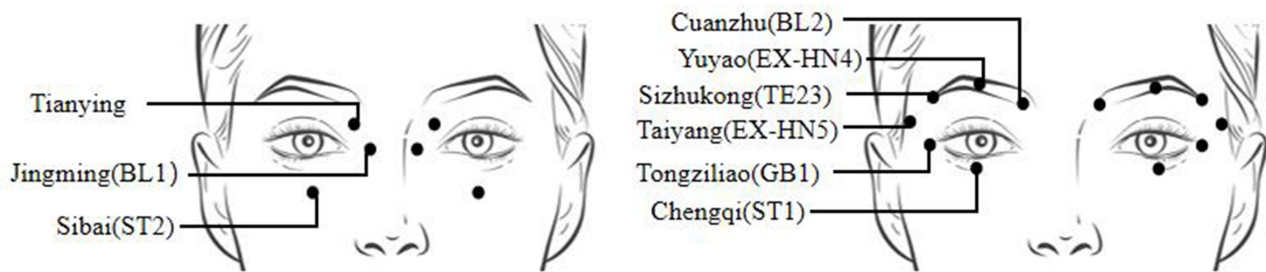 Tianying
Jingming(BL1)
Sibai(ST2)
Cuanzhu(BL2)
Yuyao(EX-HN4)
Sizhukong(TE23)
Taiyang(EX-HN5)
Tongziliao(GB1)
Chengqi(ST1)